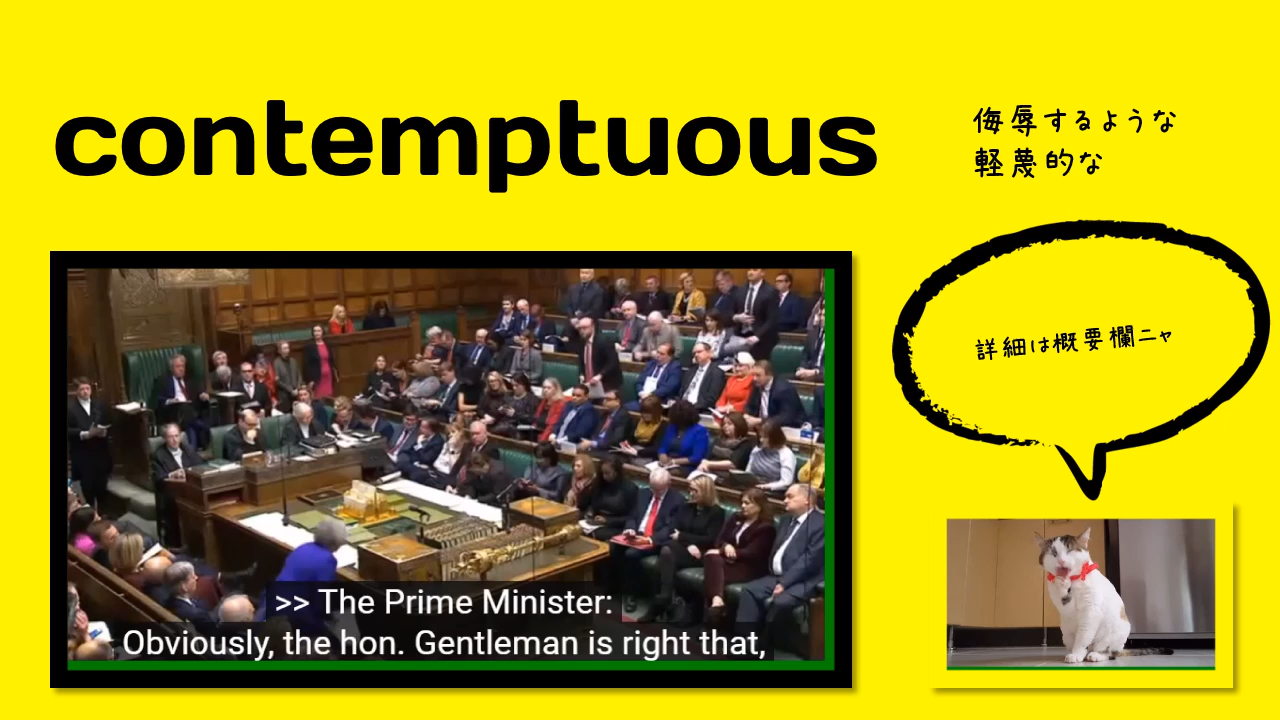 contemptuous
侮辱するような
軽蔑的な
詳細は概要欄ニャ
>> The Prime Minister:
Obviously, the hon. Gentleman is right that,